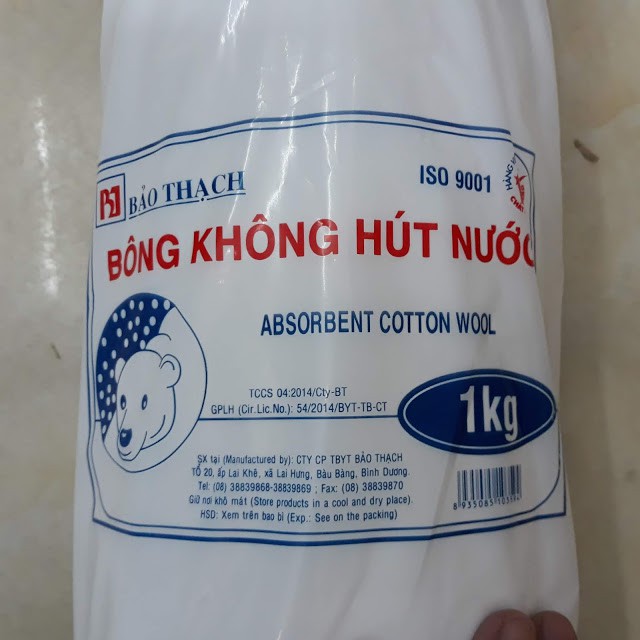 BẢO THẠCH
ISO 9001
BÔNG KHÔNG HÚT NƯỚC
ABSORBENT COTTON WOOL
TCCS 04:2014/Cty-BT
GPLH (Cir.Lic.No.): 54/2014/BYT-TB-CT
1kg
SX tại (Manufactured by): CTY CP TBYT BẢO THẠCH
TỔ 20, ấp Lai Khê, xã Lai Hưng, Bàu Bàng, Bình Dương.
Tel: (08) 38839868-38839869 ; Fax: (08) 38839870
Giữ nơi khô mát (Store products in a cool and dry place).
HSD: Xem trên bao bì (Exp.: See on the packing)